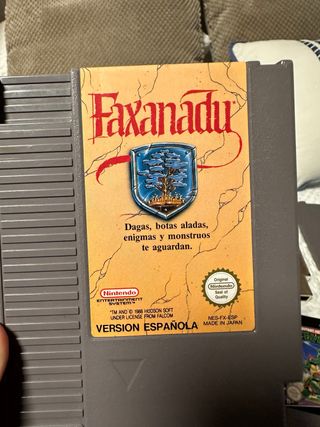 Faxanadu
Dagas, botas aladas,
enigmas y monstruos
te aguardan.
Nintendo
ENTERTAINMENT
SYSTEM™
Original
Nintendo
Seal of
Quality
™ AND © 1988 HUDSON SOFT
UNDER LICENSE FROM FALCOM
NES-FX-ESP
MADE IN JAPAN
VERSION ESPAÑOLA